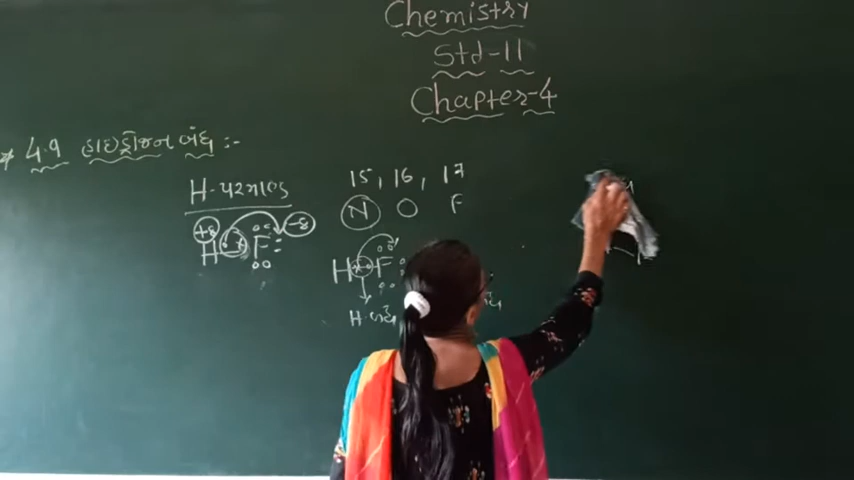 Chemistry
Std-11
Chapter-4
* 4.9 હાઇડ્રોજન બંધ :-
H-પરમાણુ
15, 16, 17
N O F
+δ -δ
H F
H F